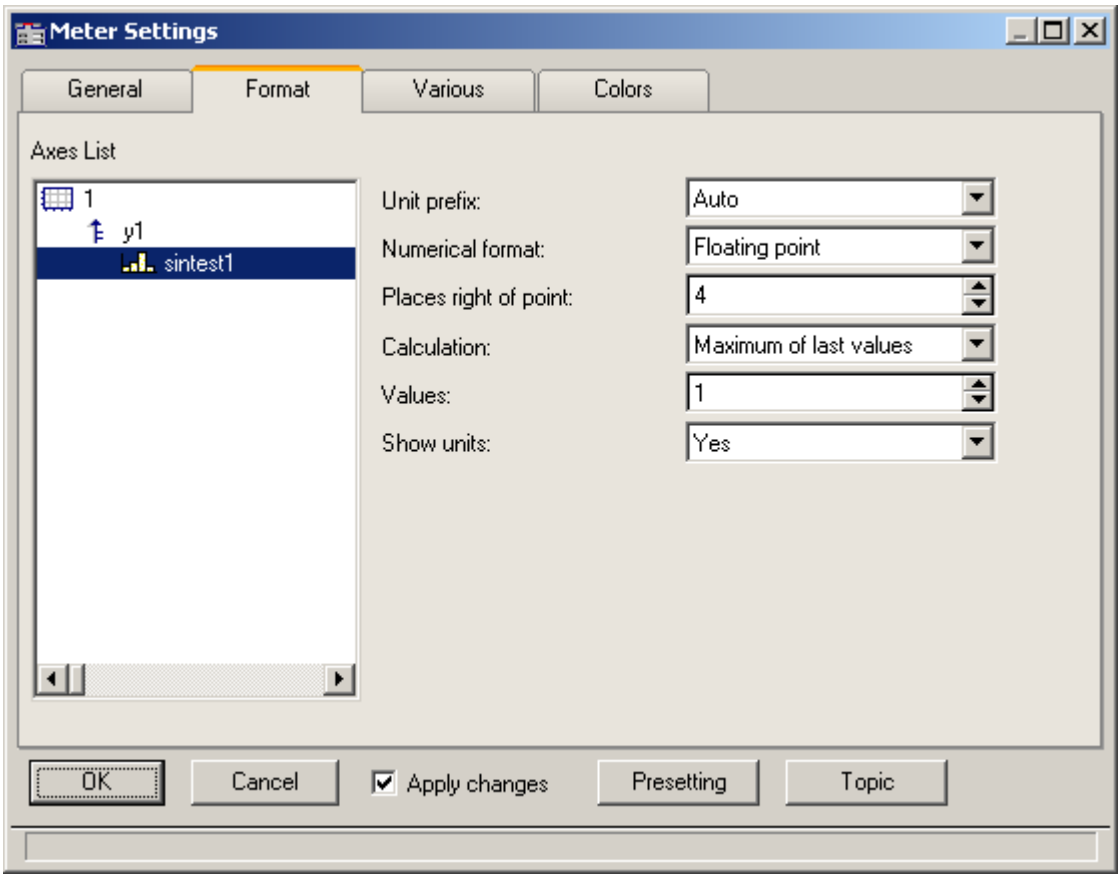 Meter Settings
General Format Various Colors
Axes List
1
y1
sintest1
Unit prefix: Auto
Numerical format: Floating point
Places right of point: 4
Calculation: Maximum of last values
Values: 1
Show units: Yes
OK Cancel Apply changes Presetting Topic